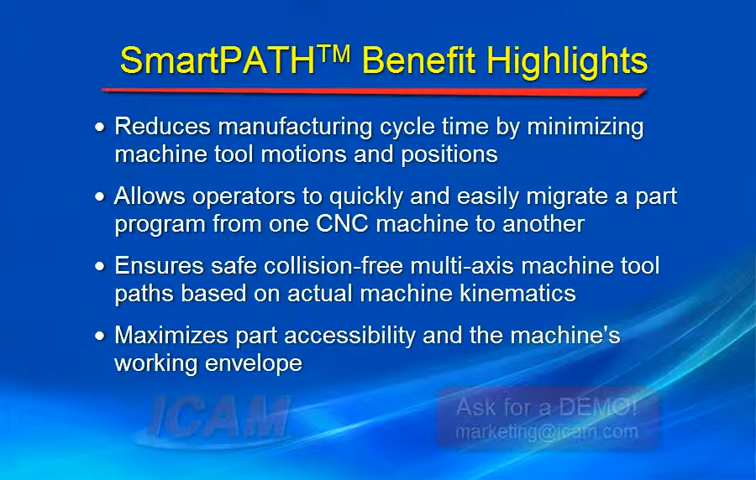 SmartPATH™ Benefit Highlights
• Reduces manufacturing cycle time by minimizing
machine tool motions and positions
• Allows operators to quickly and easily migrate a part
program from one CNC machine to another
• Ensures safe collision-free multi-axis machine tool
paths based on actual machine kinematics
• Maximizes part accessibility and the machine's
working envelope
ICAM
Ask for a DEMO!
marketing@icam.com